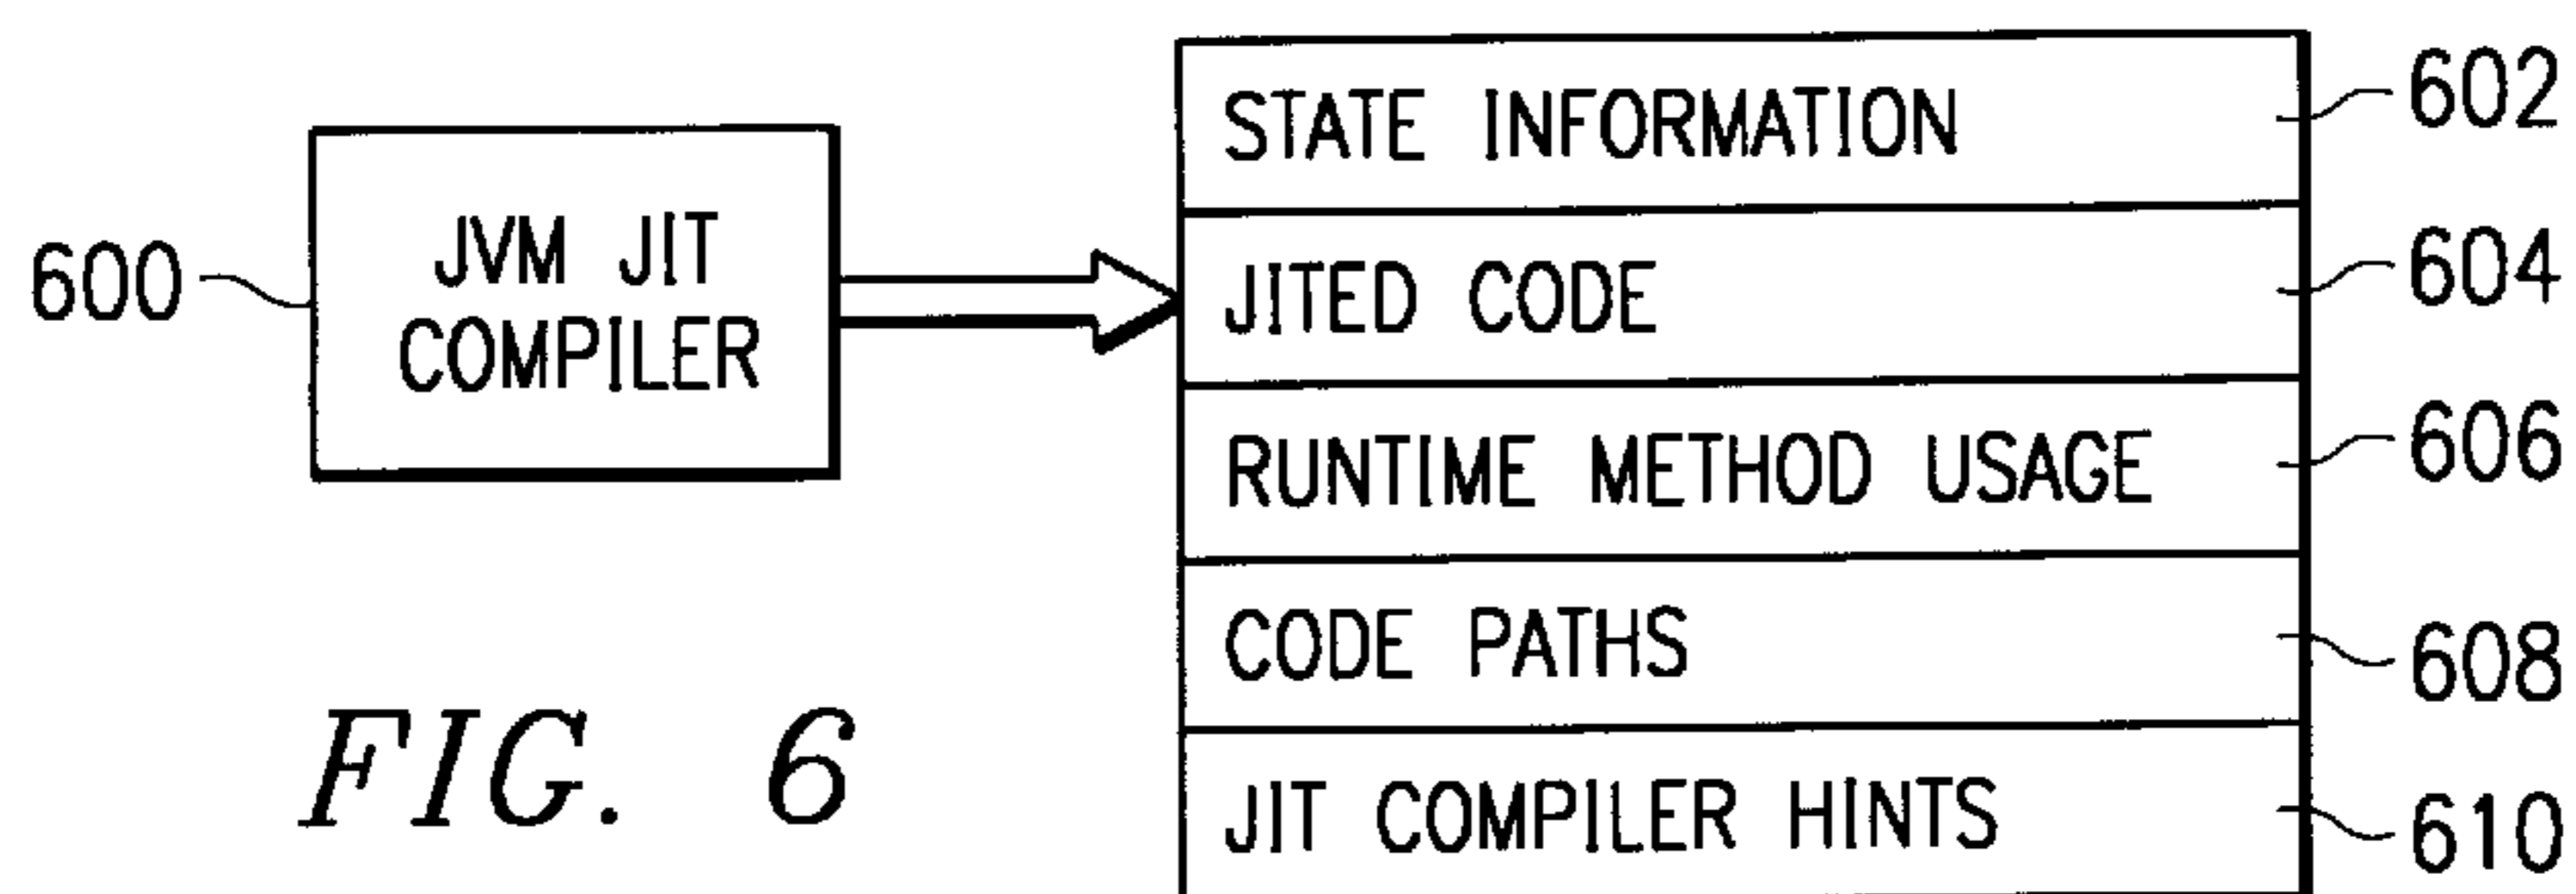 600
JVM JIT
COMPILER
STATE INFORMATION 602
JITED CODE 604
RUNTIME METHOD USAGE 606
CODE PATHS 608
JIT COMPILER HINTS 610
FIG. 6